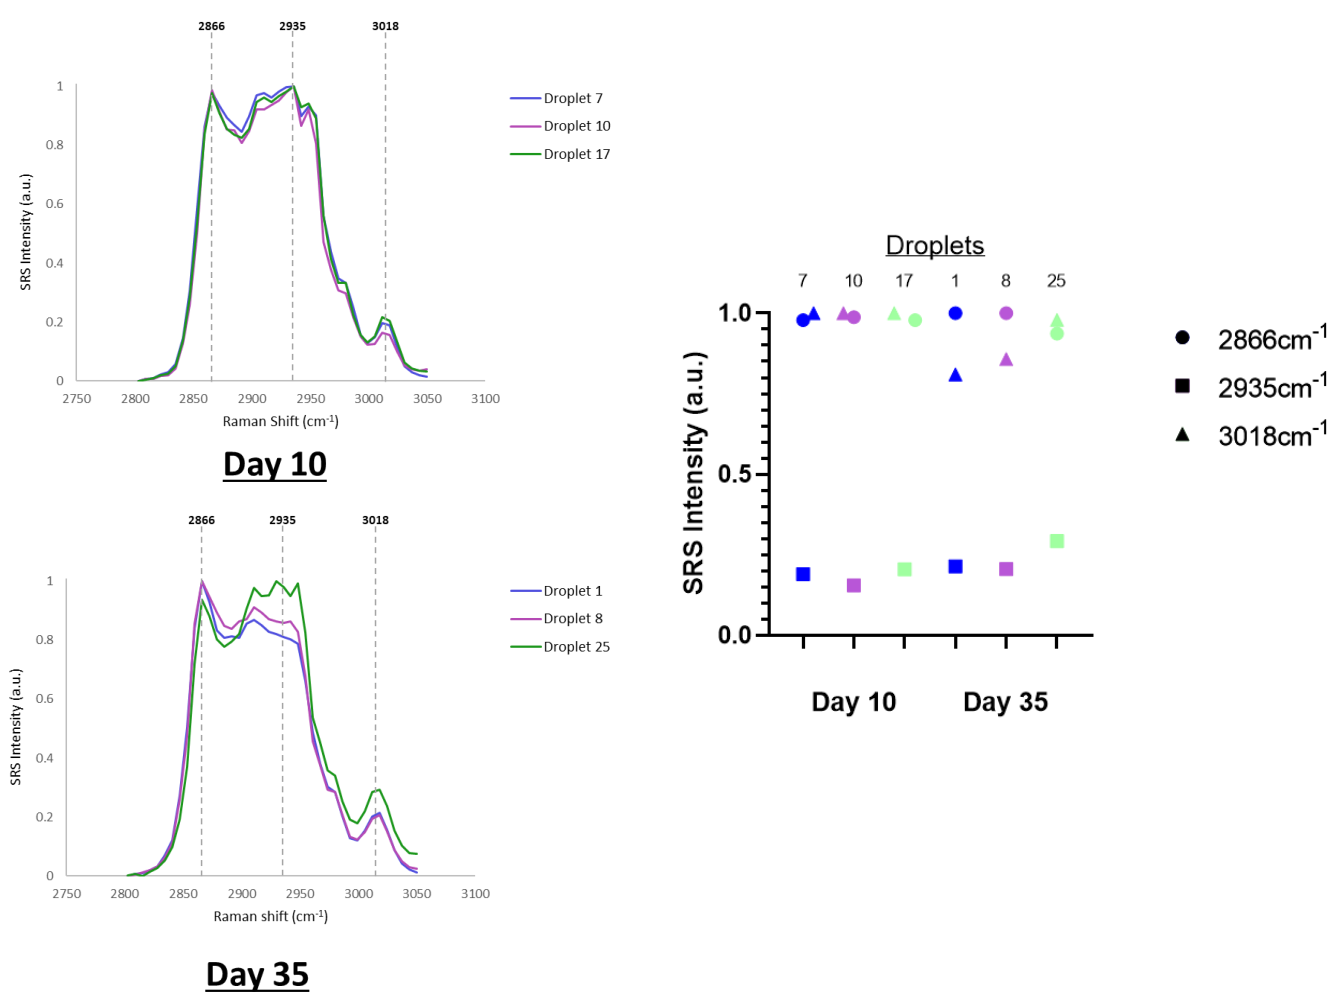 2866 2935 3018
1
0.8
0.6
0.4
0.2
0
SRS Intensity (a.u.)
2750 2800 2850 2900 2950 3000 3050 3100
Raman Shift (cm-1)
Droplet 7
Droplet 10
Droplet 17
Day 10
2866 2935 3018
1
0.8
0.6
0.4
0.2
0
SRS Intensity (a.u.)
2750 2800 2850 2900 2950 3000 3050 3100
Raman shift (cm-1)
Droplet 1
Droplet 8
Droplet 25
Day 35
Droplets
7 10 17 1 8 25
1.0
0.5
0.0
SRS Intensity (a.u.)
Day 10 Day 35
2866cm-1
2935cm-1
3018cm-1